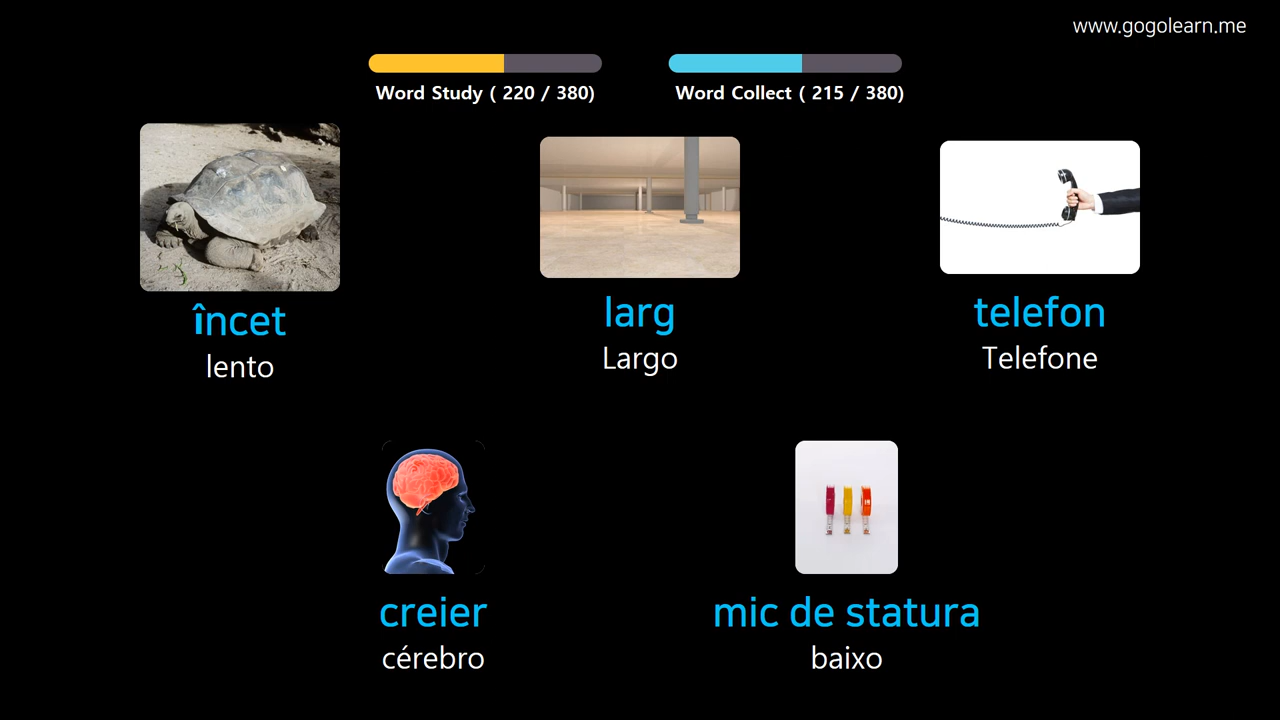 www.gogolearn.me
Word Study ( 220 / 380)
Word Collect ( 215 / 380)
încet
lento
larg
Largo
telefon
Telefone
creier
cérebro
mic de statura
baixo